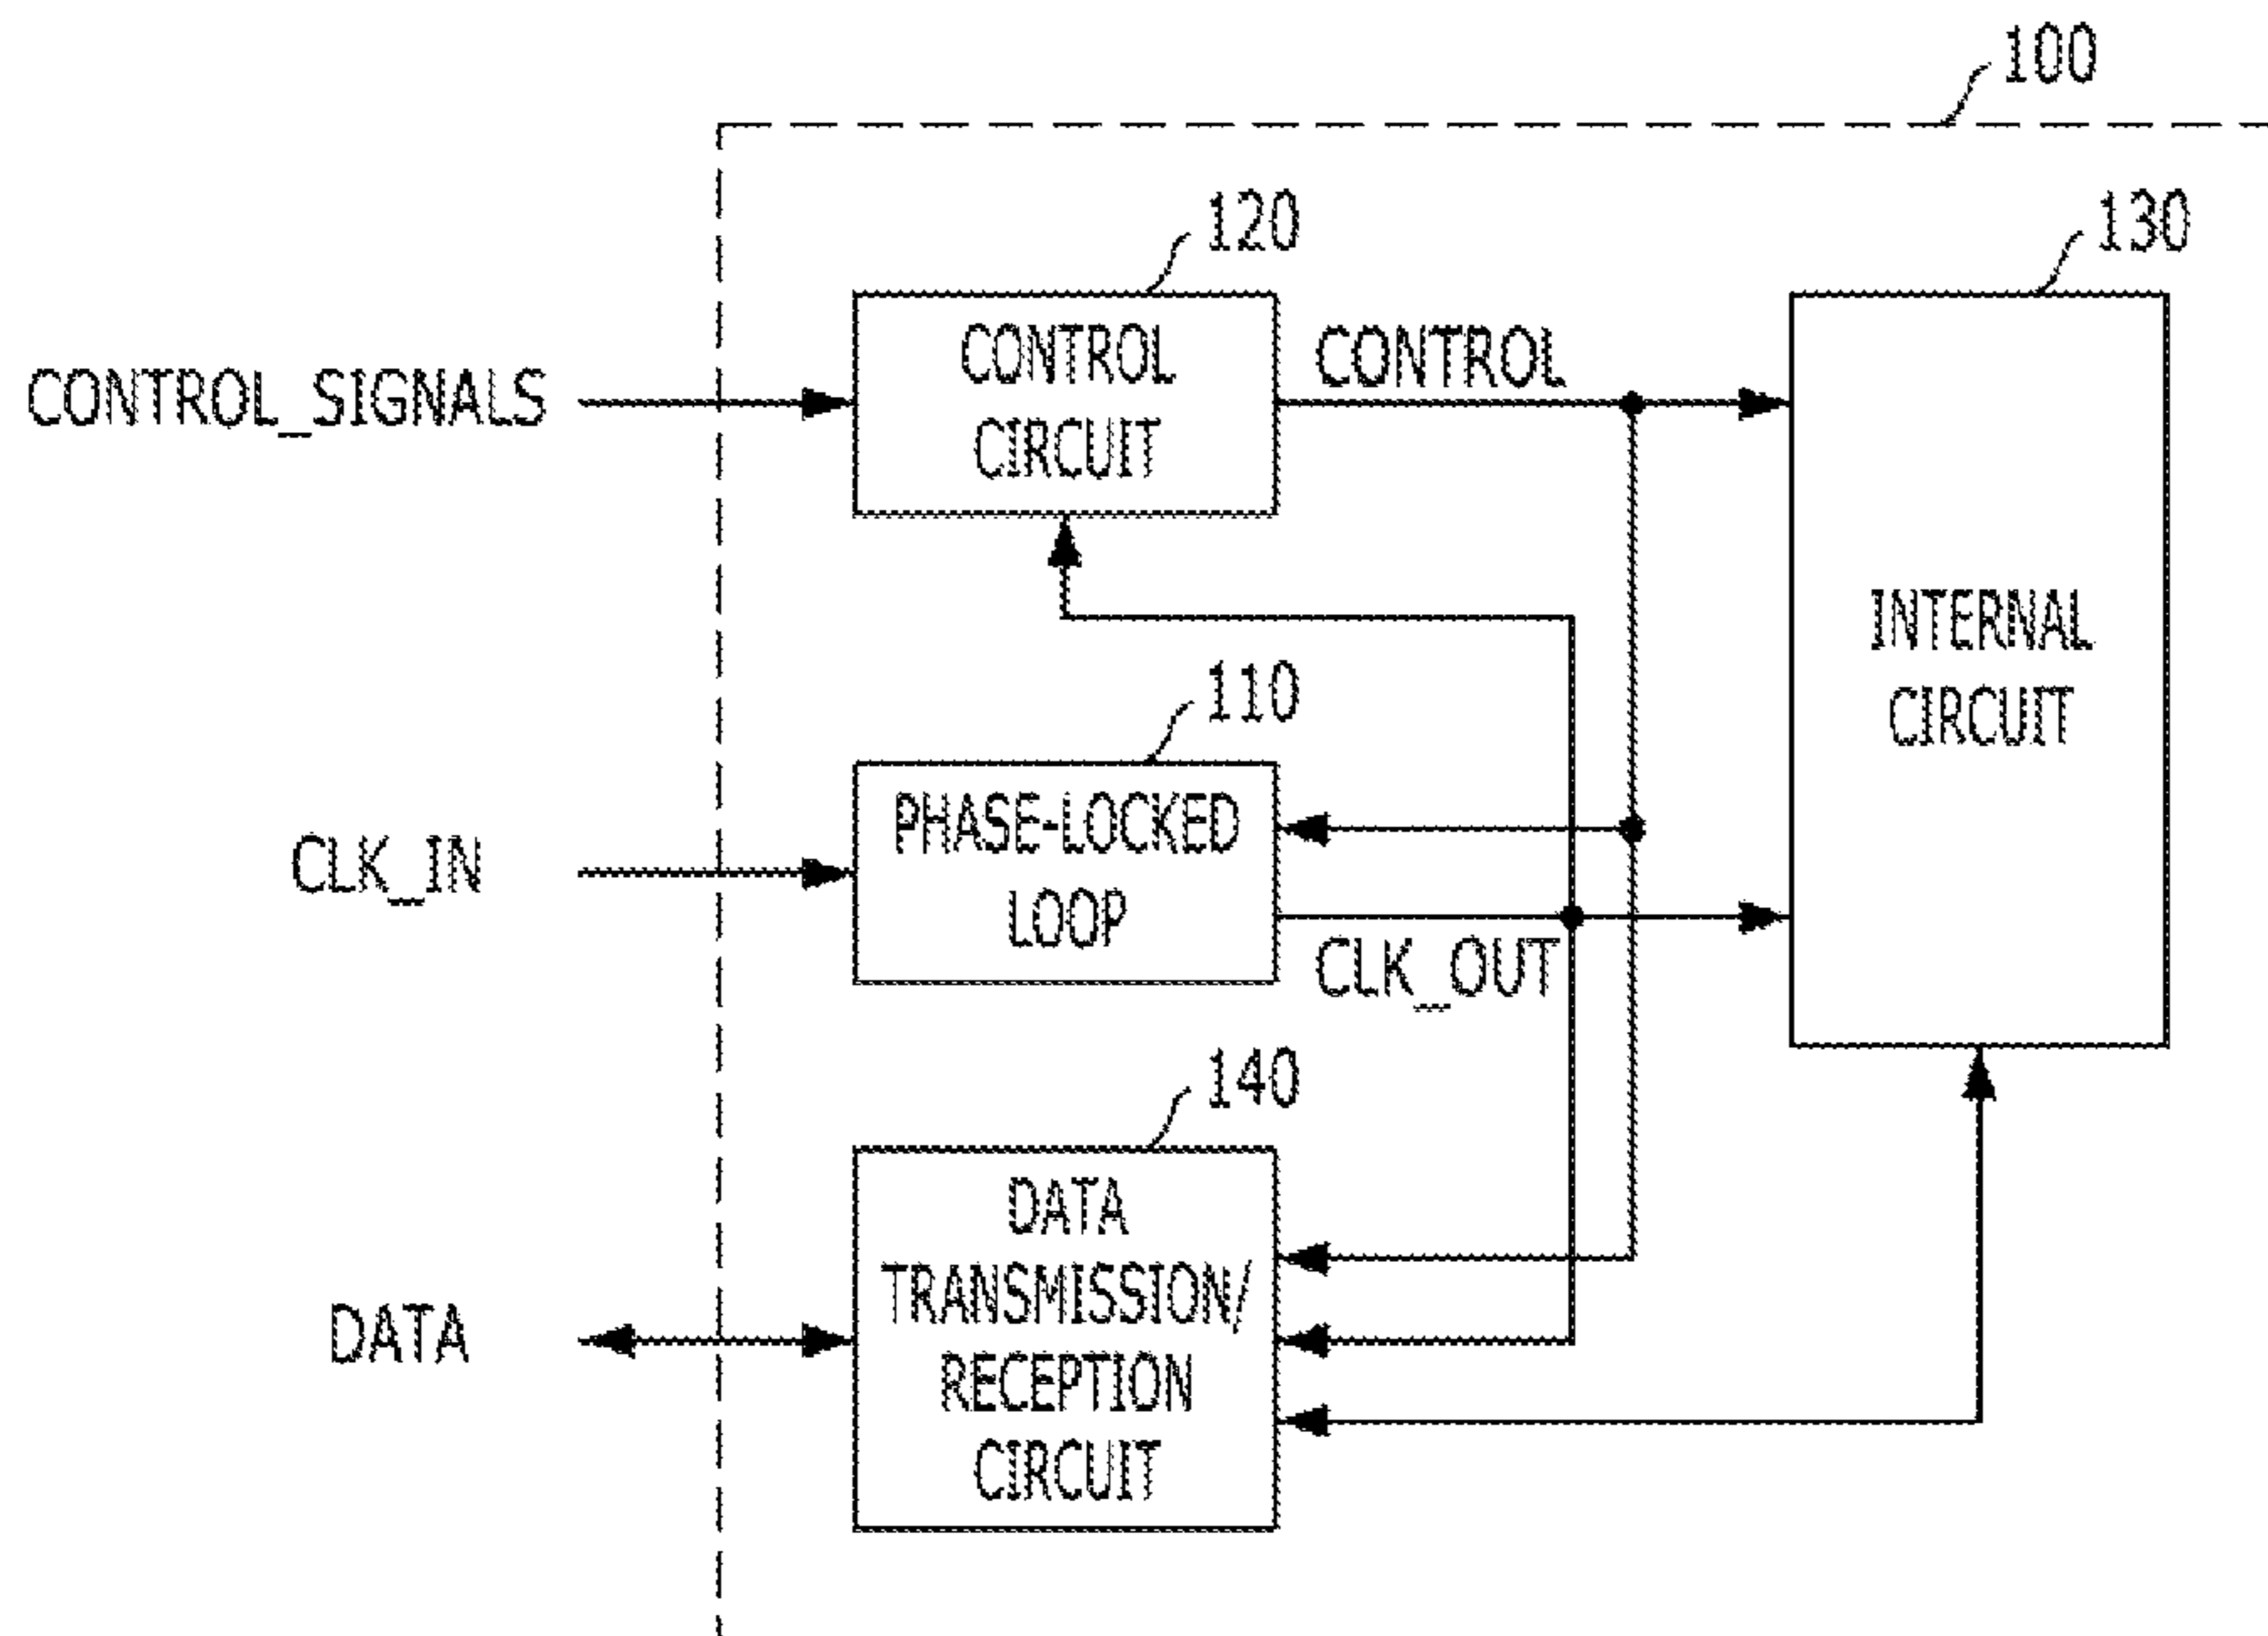 100
120
130
CONTROL_SIGNALS
CONTROL
CIRCUIT
CONTROL
INTERNAL
CIRCUIT
110
CLK_IN
PHASE-LOCKED
LOOP
CLK_OUT
140
DATA
DATA
TRANSMISSION/
RECEPTION
CIRCUIT